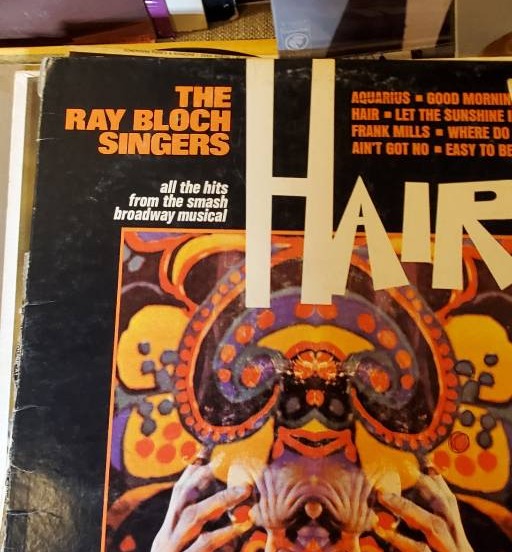 THE
RAY BLOCH
SINGERS
all the hits
from the smash
broadway musical
HAIR
AQUARIUS ■ GOOD MORNIN
HAIR ■ LET THE SUNSHINE I
FRANK MILLS ■ WHERE DO
AIN'T GOT NO ■ EASY TO BE